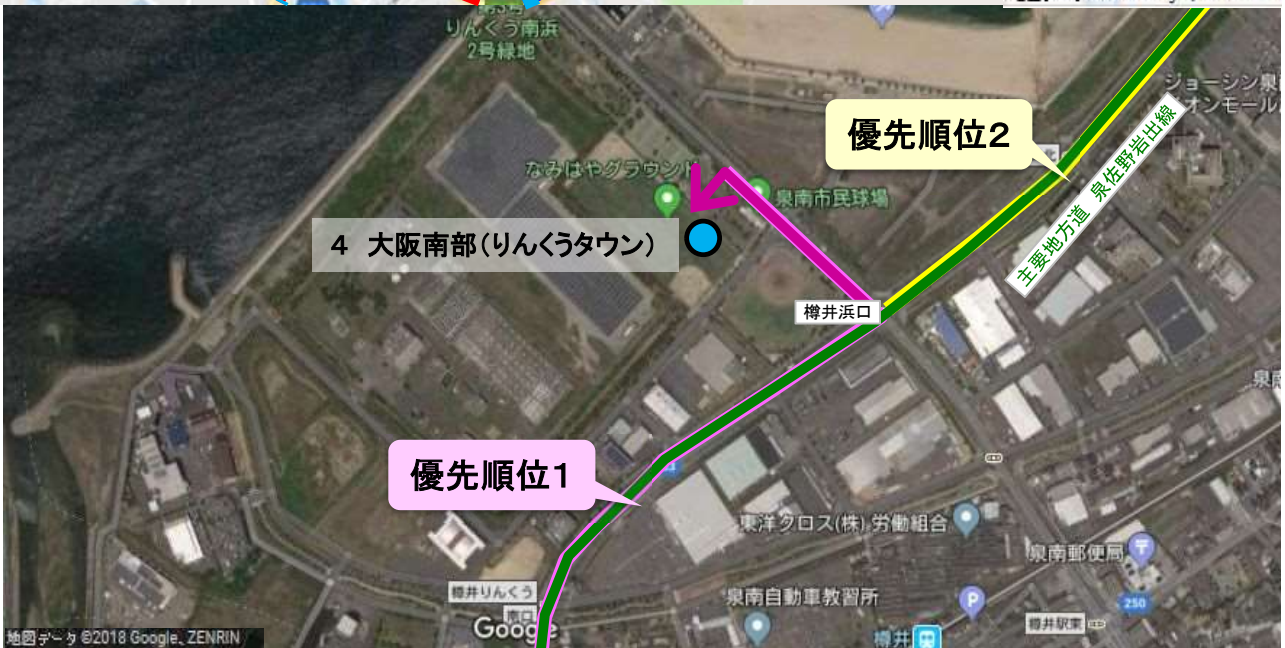 りんくう南浜
2号緑地
ジョーシン泉
オンモール
優先順位2
主要地方道 泉佐野岩出線
なみはやグラウンド
泉南市民球場
4 大阪南部(りんくうタウン)
樽井浜口
優先順位1
東洋クロス(株)労働組合
泉南郵便局
樽井りんくう
南口
泉南自動車教習所
P
250
樽井駅東
樽井
Google
地図データ ©2018 Google、ZENRIN